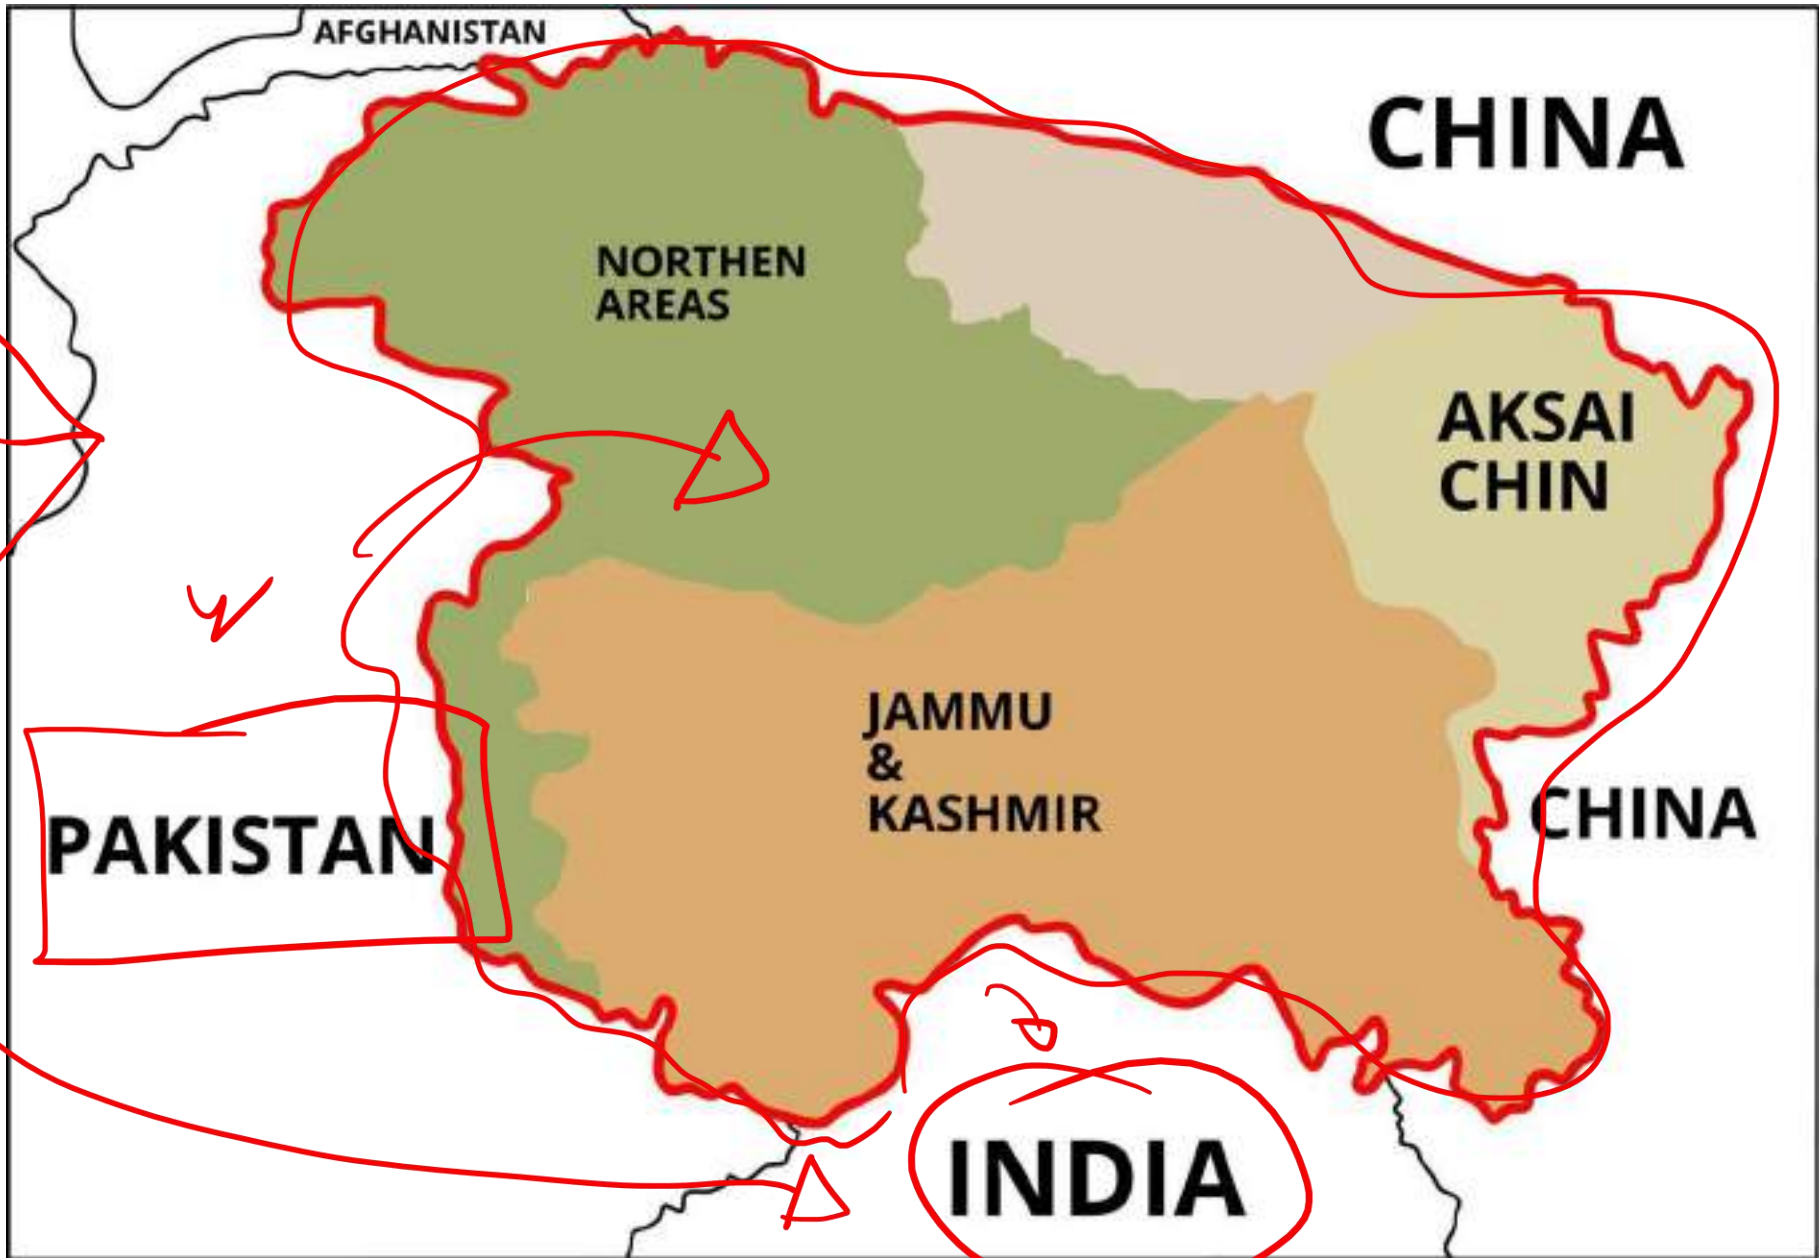 AFGHANISTAN
CHINA
NORTHEN
AREAS
AKSAI
CHIN
JAMMU
&
KASHMIR
PAKISTAN
CHINA
INDIA